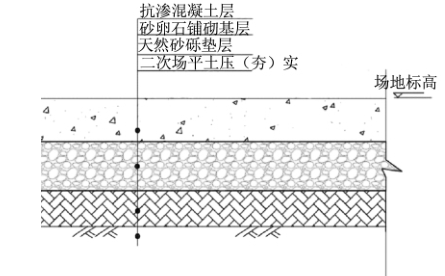 抗渗混凝土层
砂卵石铺砌基层
天然砂砾垫层
二次场平土压（夯）实
场地标高